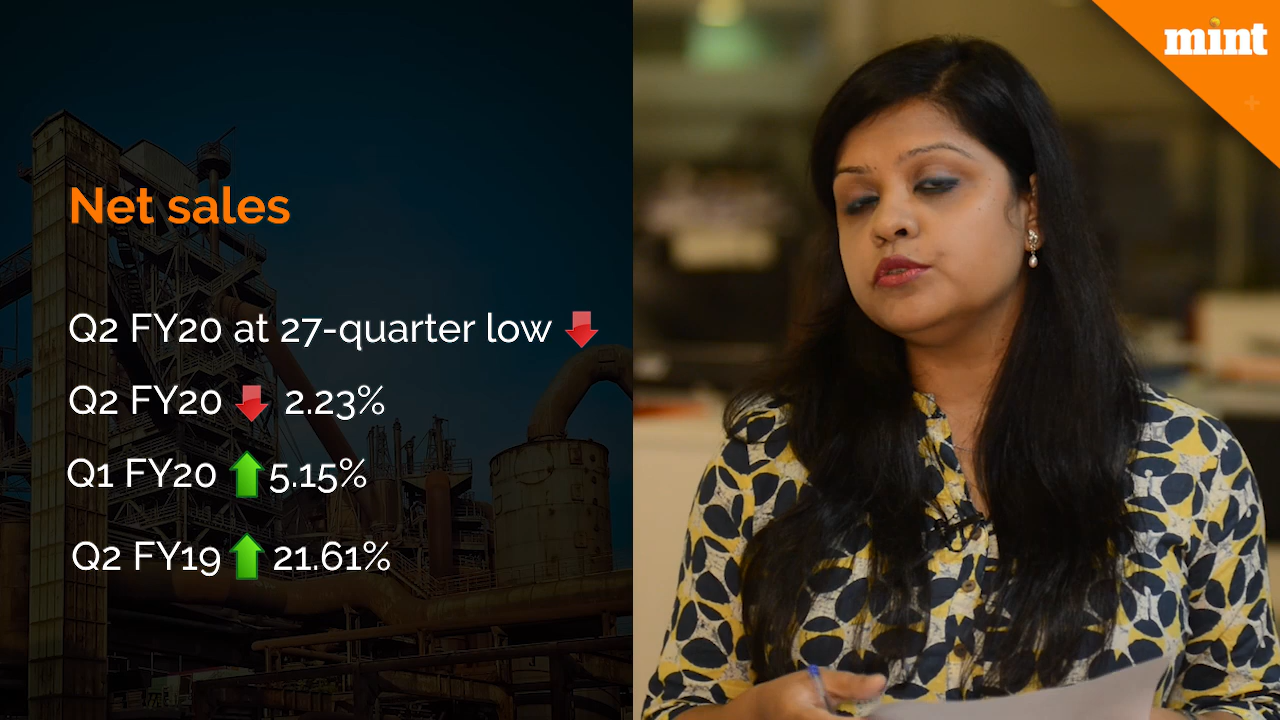 mint
Net sales
Q2 FY20 at 27-quarter low
Q2 FY20 2.23%
Q1 FY20 5.15%
Q2 FY19 21.61%